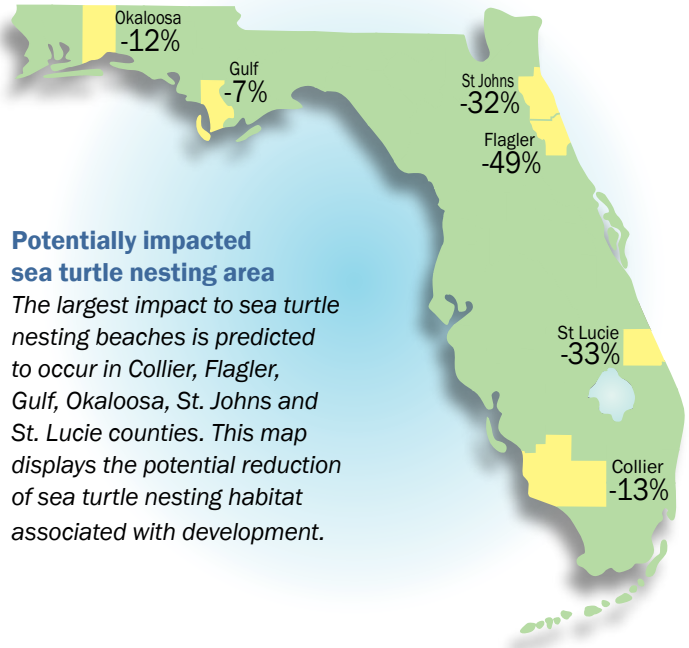 Okaloosa
-12%
Gulf
-7%
St Johns
-32%
Flagler
-49%
Potentially impacted
sea turtle nesting area
The largest impact to sea turtle
nesting beaches is predicted
to occur in Collier, Flagler,
Gulf, Okaloosa, St. Johns and
St. Lucie counties. This map
displays the potential reduction
of sea turtle nesting habitat
associated with development.
St Lucie
-33%
Collier
-13%